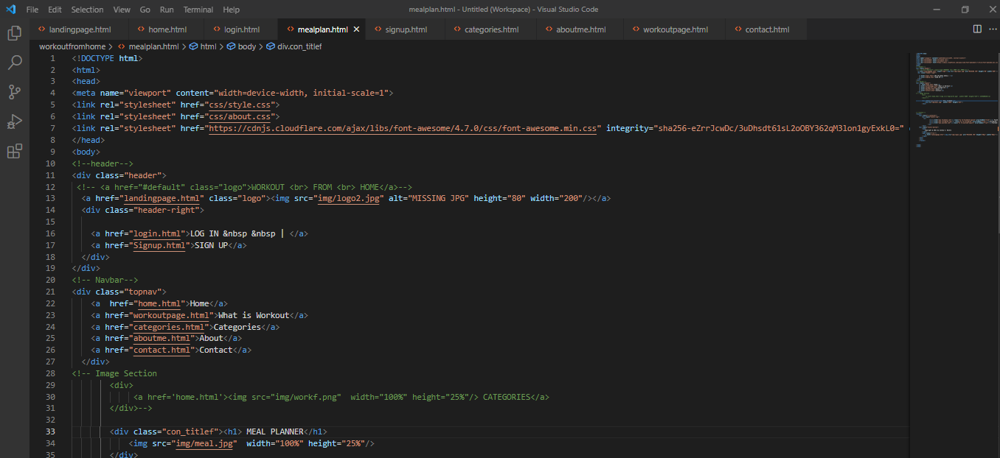 File Edit Selection View Go Run Terminal Help mealplan.html - Untitled (Workspace) - Visual Studio Code
landingpage.html home.html login.html mealplan.html signup.html categories.html aboutme.html workoutpage.html contact.html
workoutfromhome > mealplan.html > html > body > div.con_titlef
1 <!DOCTYPE html>
2 <html>
3 <head>
4 <meta name="viewport" content="width=device-width, initial-scale=1">
5 <link rel="stylesheet" href="css/style.css">
6 <link rel="stylesheet" href="css/about.css">
7 <link rel="stylesheet" href="https://cdnjs.cloudflare.com/ajax/libs/font-awesome/4.7.0/css/font-awesome.min.css" integrity="sha256-eZrrJcwDc/3uDhsdt61sL2oOBY362qM3lon1gyExkL0="
8 </head>
9 <body>
10 <!--header-->
11 <div class="header">
12 <!-- <a href="#default" class="logo">WORKOUT <br> FROM <br> HOME</a>-->
13 <a href="landingpage.html" class="logo"><img src="img/logo2.jpg" alt="MISSING JPG" height="80" width="200"/></a>
14 <div class="header-right">
15
16 <a href="login.html">LOG IN &nbsp &nbsp | </a>
17 <a href="Signup.html">SIGN UP</a>
18 </div>
19 </div>
20 <!-- Navbar-->
21 <div class="topnav">
22 <a  href="home.html">Home</a>
23 <a href="workoutpage.html">What is Workout</a>
24 <a href="categories.html">Categories</a>
25 <a href="aboutme.html">About</a>
26 <a href="contact.html">Contact</a>
27 </div>
28 <!-- Image Section
29 <div>
30 <a href='home.html'><img src="img/workf.png"  width="100%" height="25%"/> CATEGORIES</a>
31 </div>-->
32
33 <div class="con_titlef"><h1> MEAL PLANNER</h1>
34 <img src="img/meal.jpg"  width="100%" height="25%"/>
35 </div>